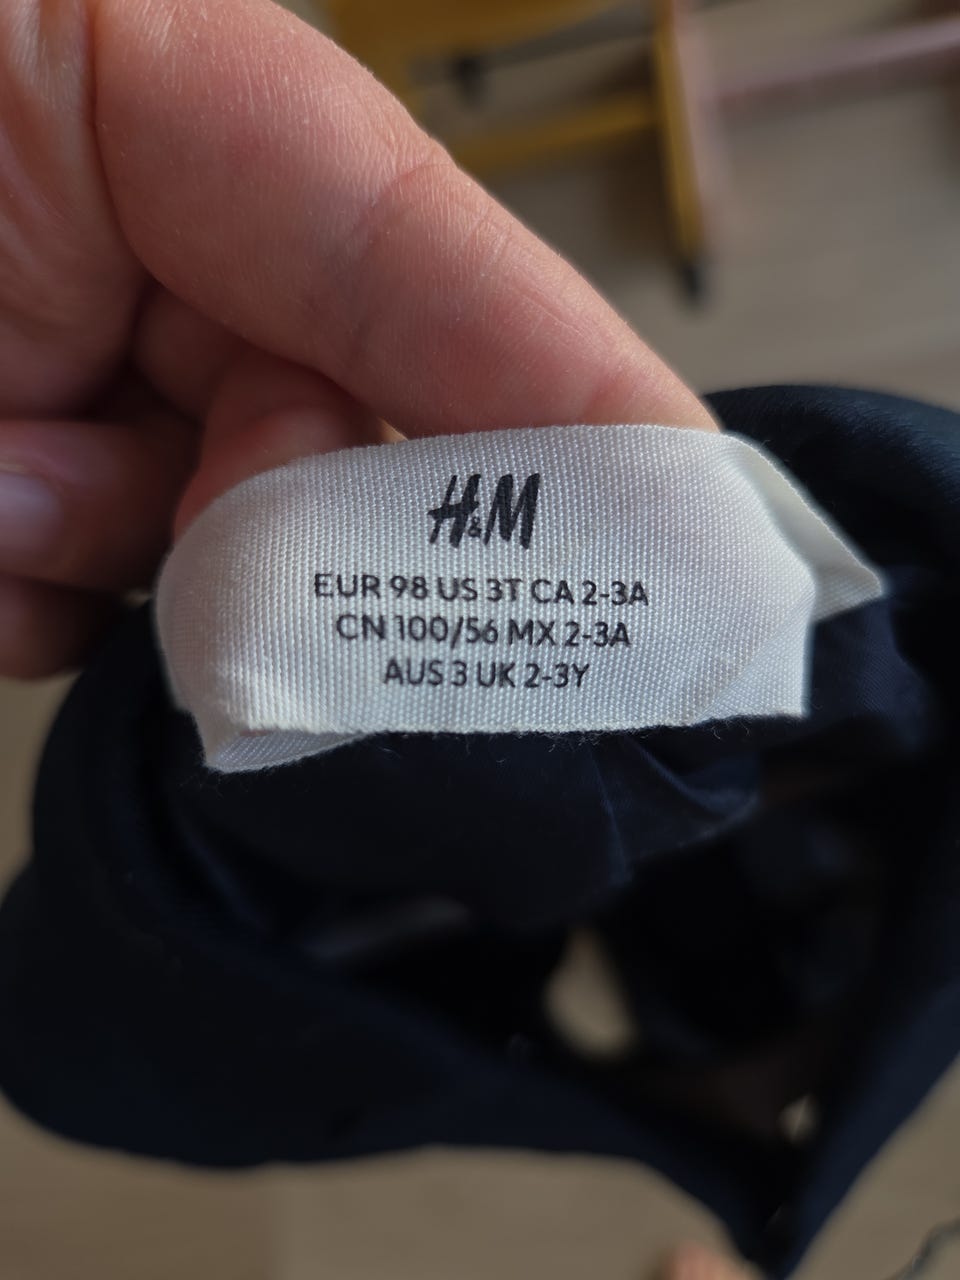 H&M
EUR 98 US 3T CA 2-3A
CN 100/56 MX 2-3A
AUS 3 UK 2-3Y